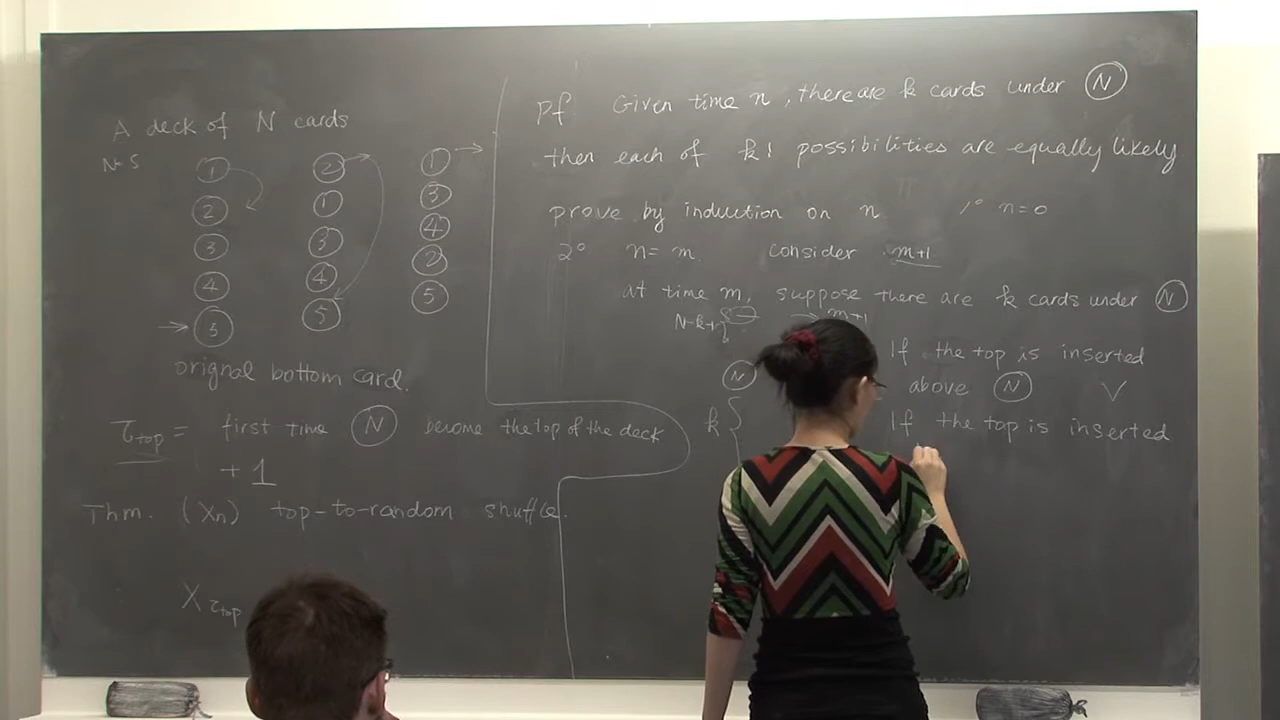 A deck of N cards
N=5
1 2 1 →
2 1 3
3 3 4
4 4 2
→ 5 5 5
orignal bottom card.
τtop = first time N become the top of the deck
+ 1
Thm. (Xn) top-to-random shuffle.
X τtop
Pf. Given time n, there are k cards under N
then each of k! possibilities are equally likely
prove by induction on n 1° n=0
2° n=m. consider m+1
at time m, suppose there are k cards under N
N-k+1 → m+1
N
k
If the top is inserted
above N ✓
If the top is inserted